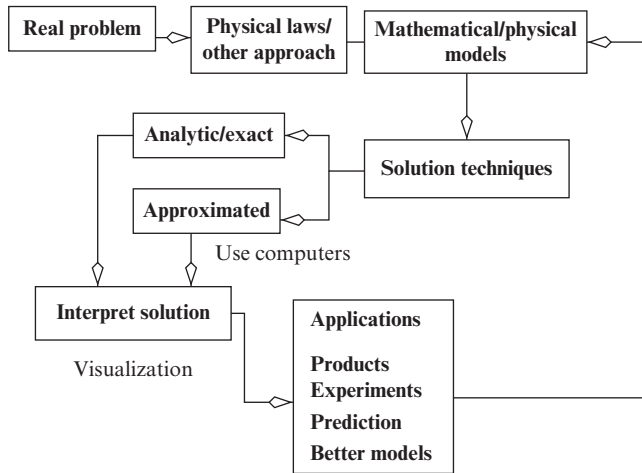 Real problem
Physical laws/
other approach
Mathematical/physical
models
Analytic/exact
Solution techniques
Approximated
Use computers
Interpret solution
Visualization
Applications
Products
Experiments
Prediction
Better models